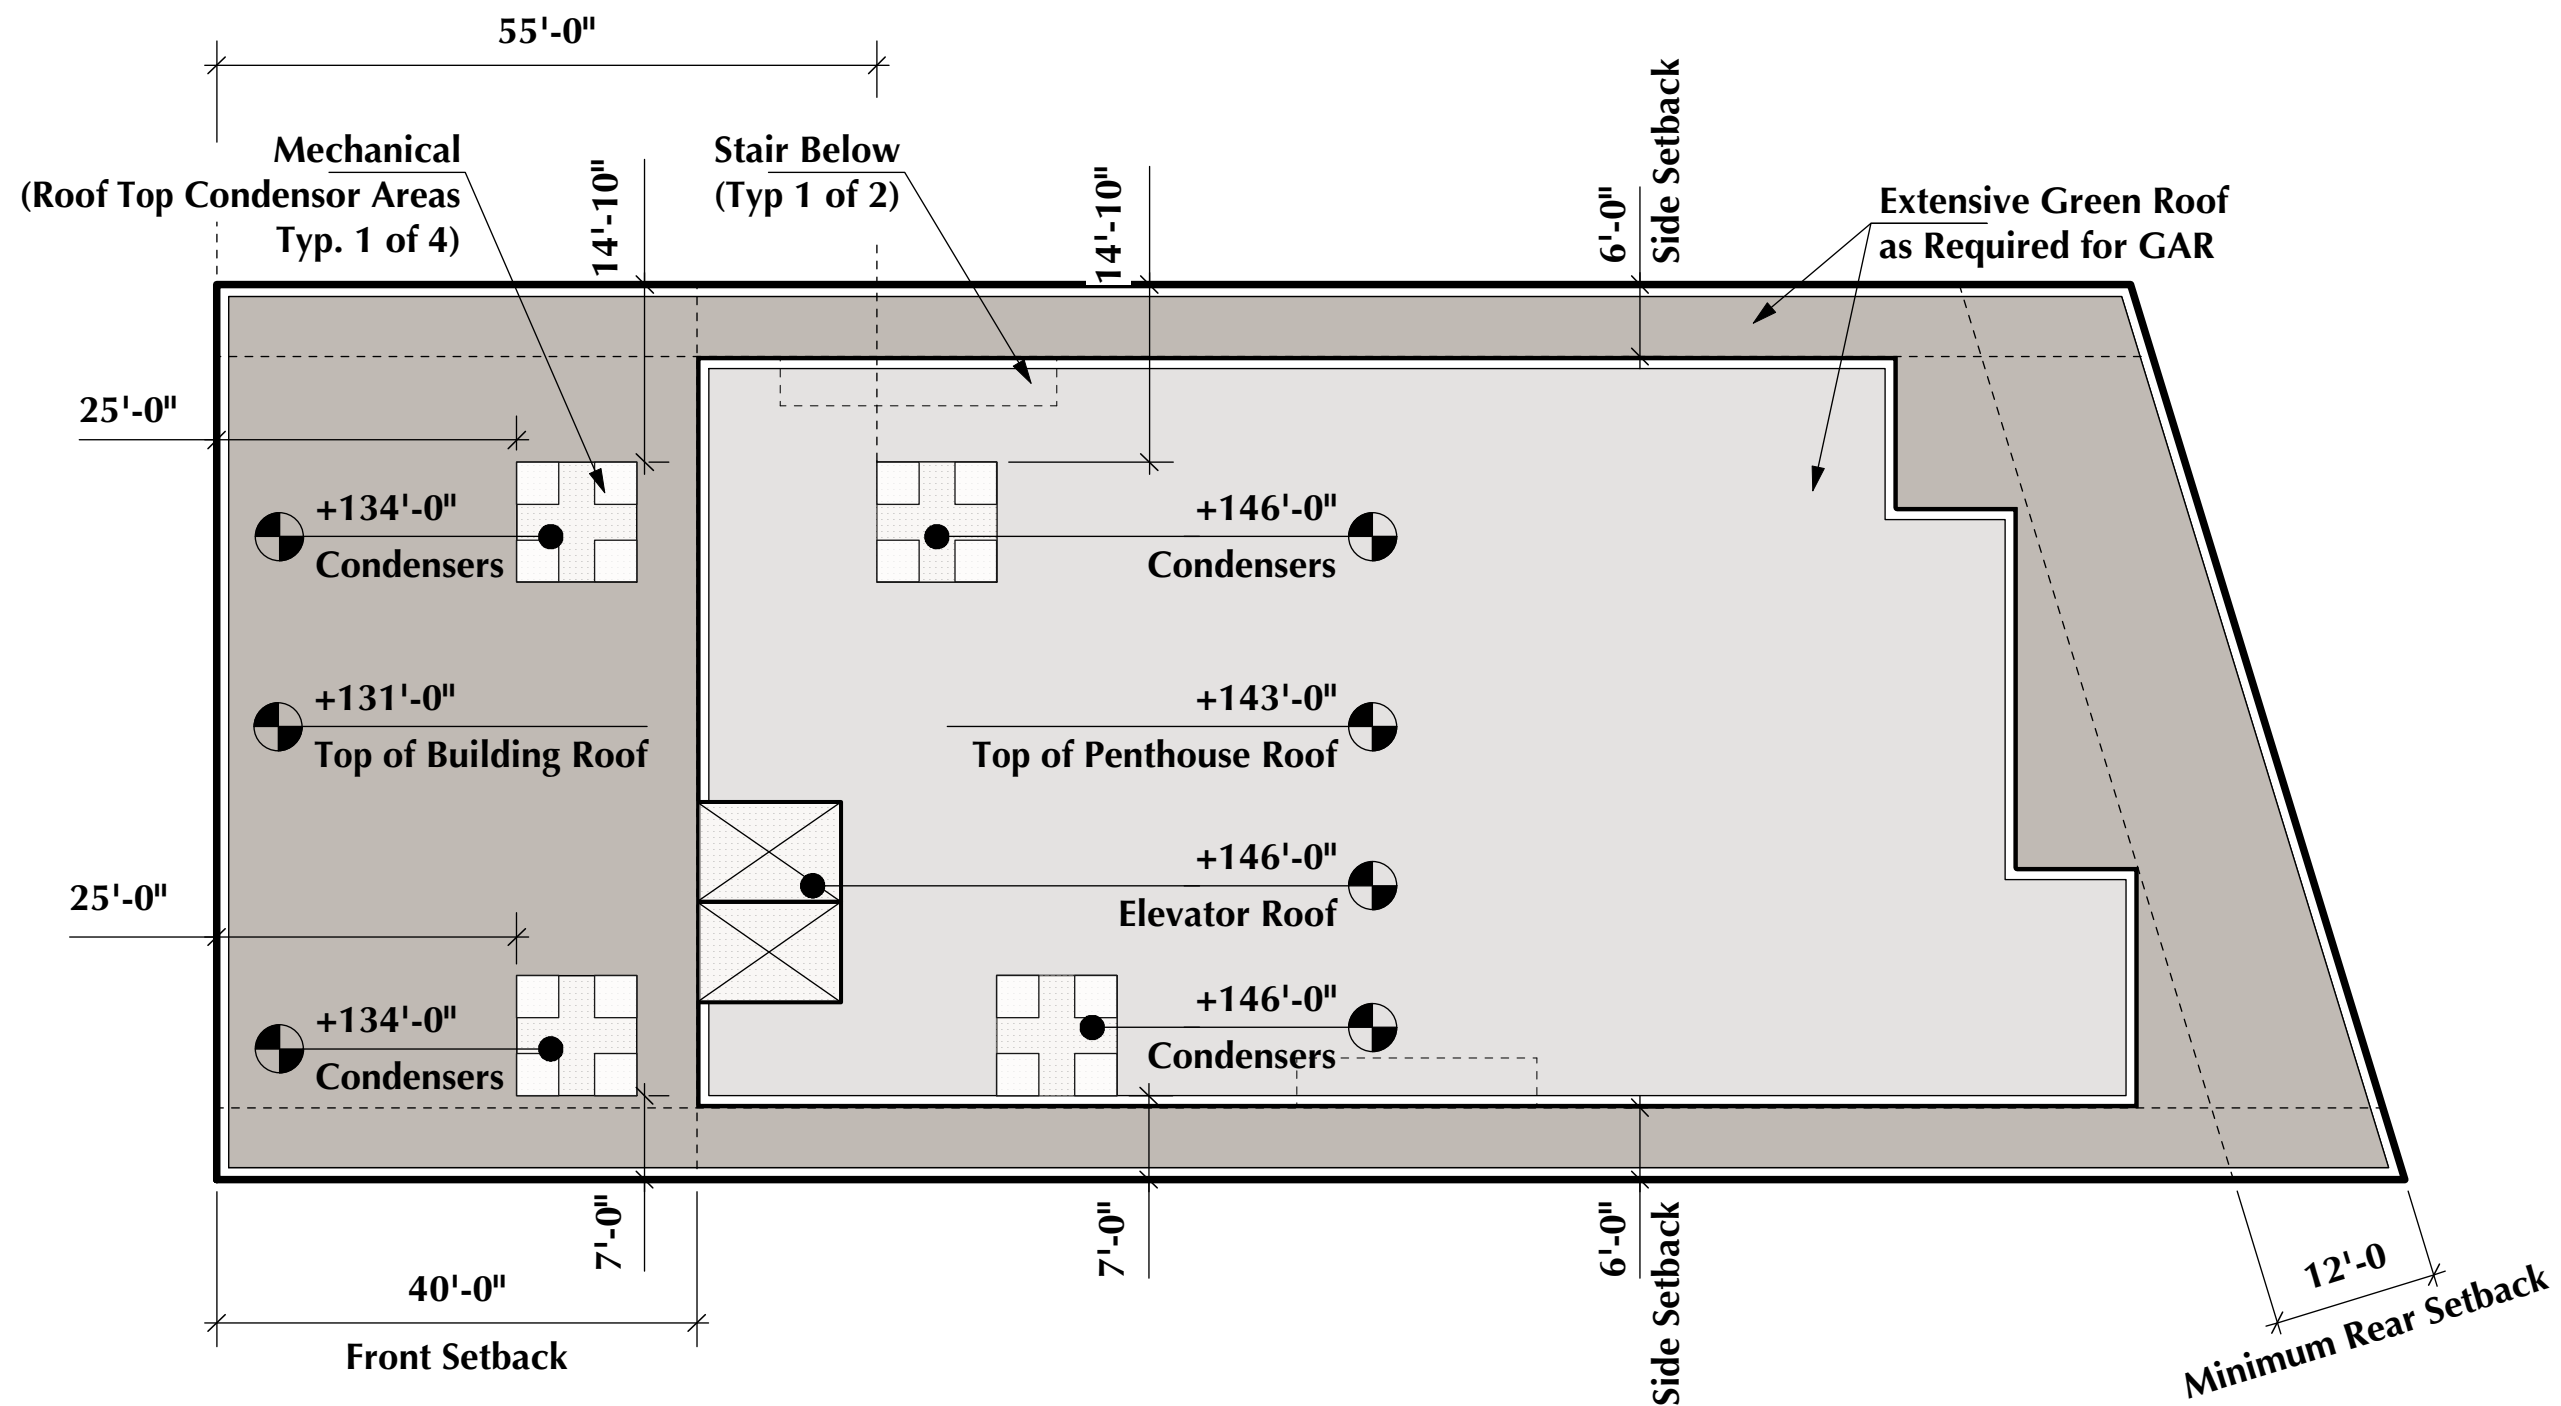 55'-0"
Mechanical
(Roof Top Condensor Areas
Typ. 1 of 4)
14'-10"
Stair Below
(Typ 1 of 2)
14'-10"
6'-0"
Side Setback
Extensive Green Roof
as Required for GAR
25'-0"
+134'-0"
Condensers
+146'-0"
Condensers
+131'-0"
Top of Building Roof
+143'-0"
Top of Penthouse Roof
+146'-0"
Elevator Roof
25'-0"
+134'-0"
Condensers
+146'-0"
Condensers
7'-0"
7'-0"
6'-0"
Side Setback
40'-0"
Front Setback
12'-0
Minimum Rear Setback